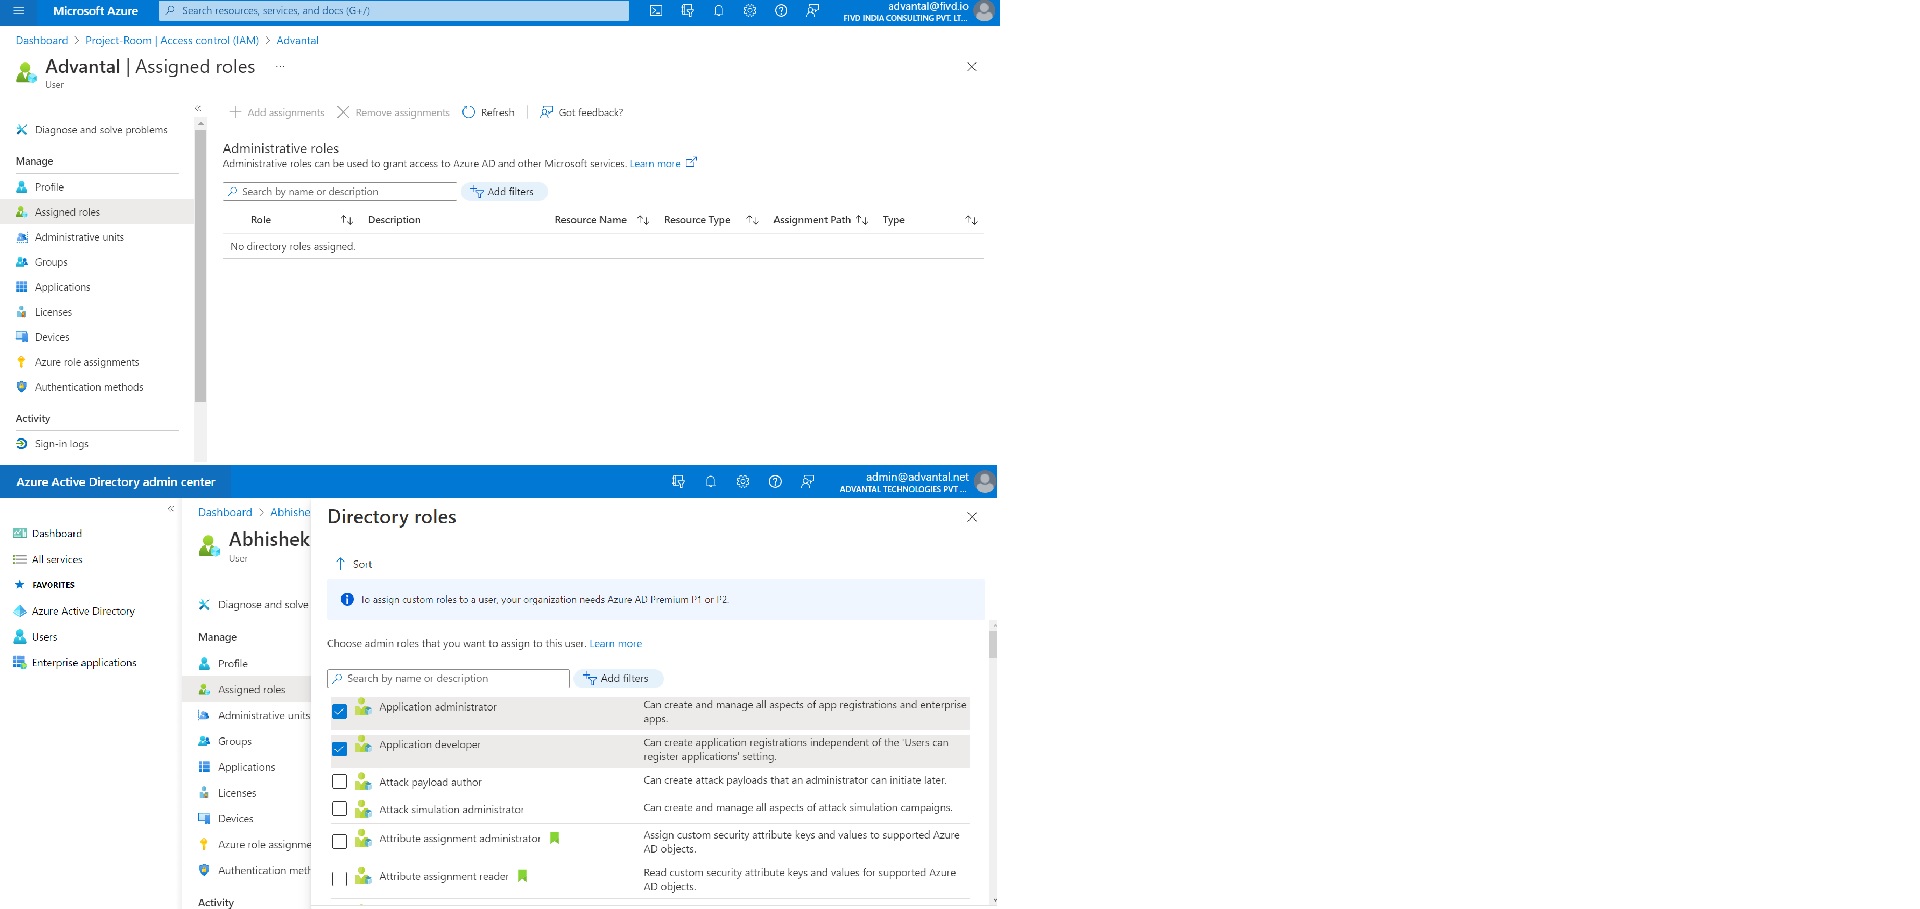 Microsoft Azure
Search resources, services, and docs (G+/)
advantal@fivd.io
FIVD INDIA CONSULTING PVT. LT...
Dashboard > Project-Room | Access control (IAM) > Advantal
Advantal | Assigned roles ...
User
Diagnose and solve problems
Manage
Profile
Assigned roles
Administrative units
Groups
Applications
Licenses
Devices
Azure role assignments
Authentication methods
Activity
Sign-in logs
Add assignments
Remove assignments
Refresh
Got feedback?
Administrative roles
Administrative roles can be used to grant access to Azure AD and other Microsoft services. Learn more
Search by name or description
Add filters
Role Description Resource Name Resource Type Assignment Path Type
No directory roles assigned.
Azure Active Directory admin center
admin@advantal.net
ADVANTAL TECHNOLOGIES PVT ...
Dashboard
All services
FAVORITES
Azure Active Directory
Users
Enterprise applications
Dashboard > Abhishe
Abhishek
User
Diagnose and solve
Manage
Profile
Assigned roles
Administrative units
Groups
Applications
Licenses
Devices
Azure role assignme
Authentication meth
Activity
Directory roles
Sort
To assign custom roles to a user, your organization needs Azure AD Premium P1 or P2.
Choose admin roles that you want to assign to this user. Learn more
Search by name or description
Add filters
Application administrator
Can create and manage all aspects of app registrations and enterprise
apps.
Application developer
Can create application registrations independent of the 'Users can
register applications' setting.
Attack payload author
Can create attack payloads that an administrator can initiate later.
Attack simulation administrator
Can create and manage all aspects of attack simulation campaigns.
Attribute assignment administrator
Assign custom security attribute keys and values to supported Azure
AD objects.
Attribute assignment reader
Read custom security attribute keys and values for supported Azure
AD objects.